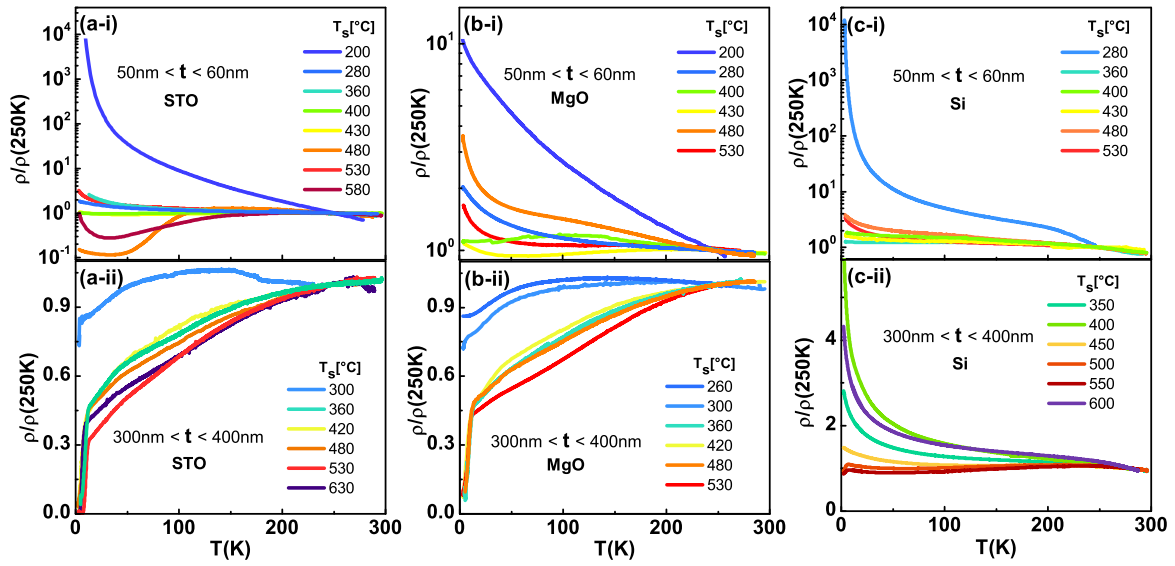 (a-i)
T_s[°C]
200
280
360
400
430
480
530
580
50nm < t < 60nm
STO
ρ/ρ(250K)
10^4
10^3
10^2
10^1
10^0
10^-1
(b-i)
T_s[°C]
200
280
400
430
480
530
50nm < t < 60nm
MgO
ρ/ρ(250K)
10^1
10^0
(c-i)
T_s[°C]
280
360
400
430
480
530
50nm < t < 60nm
Si
ρ/ρ(250K)
10^4
10^3
10^2
10^1
10^0
(a-ii)
T_s[°C]
300
360
420
480
530
630
300nm < t < 400nm
STO
ρ/ρ(250K)
0.9
0.6
0.3
0.0
0 100 200 300
T(K)
(b-ii)
T_s[°C]
260
300
360
420
480
530
300nm < t < 400nm
MgO
ρ/ρ(250K)
0.9
0.6
0.3
0.0
0 100 200 300
T(K)
(c-ii)
T_s[°C]
350
400
450
500
550
600
300nm < t < 400nm
Si
ρ/ρ(250K)
4
2
0
0 100 200 300
T(K)